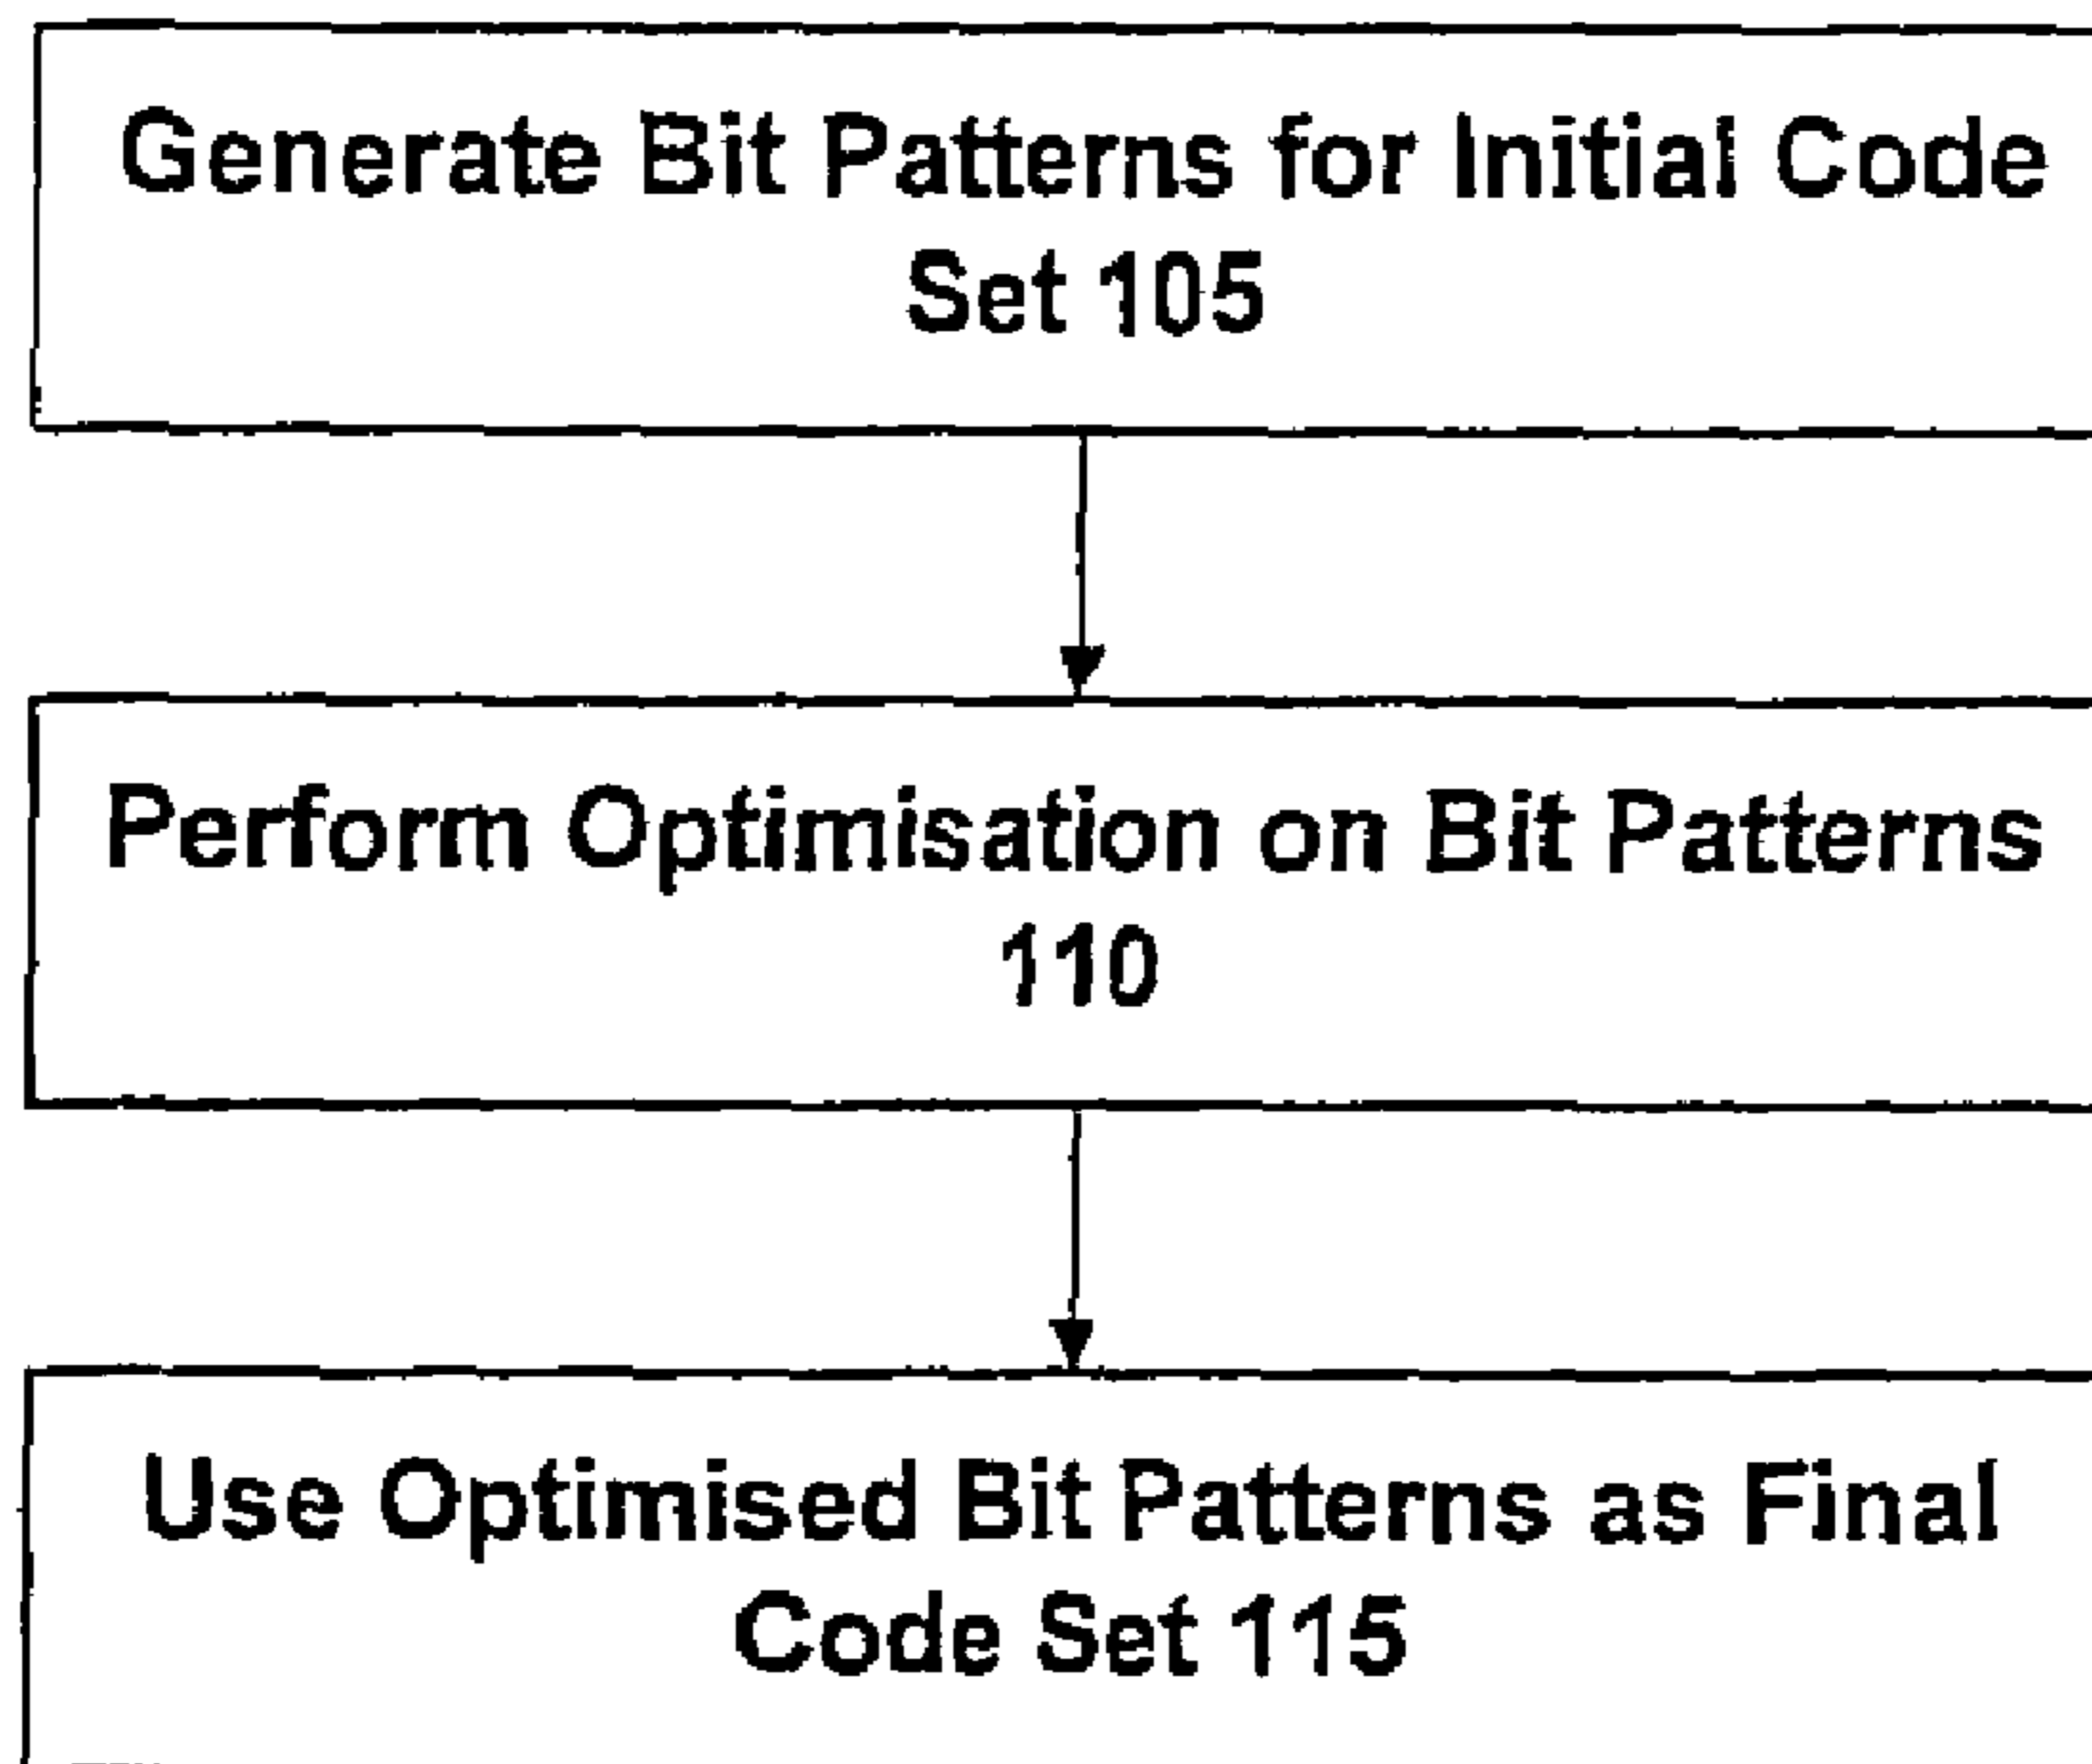 Generate Bit Patterns for Initial Code
Set 105
Perform Optimisation on Bit Patterns
110
Use Optimised Bit Patterns as Final
Code Set 115